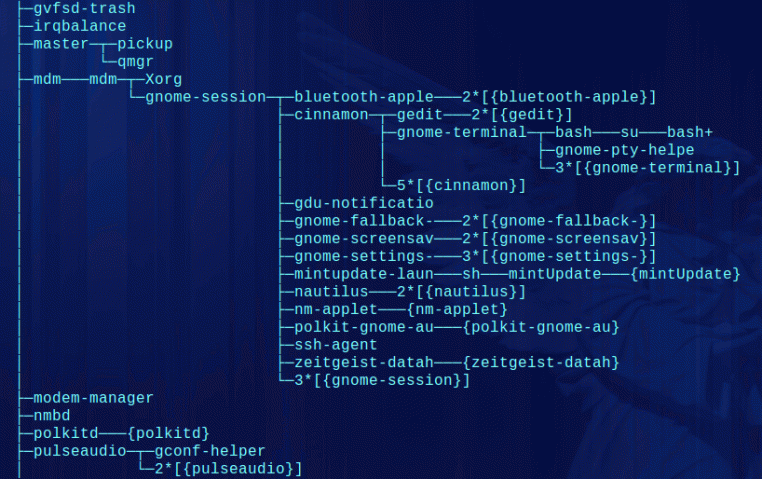 ├─gvfsd-trash
├─irqbalance
├─master─┬─pickup
│        └─qmgr
├─mdm───mdm─┬─Xorg
│           └─gnome-session─┬─bluetooth-apple───2*[{bluetooth-apple}]
│                           ├─cinnamon─┬─gedit───2*[{gedit}]
│                           │          ├─gnome-terminal─┬─bash───su───bash+
│                           │          │                ├─gnome-pty-helpe
│                           │          │                └─3*[{gnome-terminal}]
│                           │          └─5*[{cinnamon}]
│                           ├─gdu-notificatio
│                           ├─gnome-fallback-───2*[{gnome-fallback-}]
│                           ├─gnome-screensav───2*[{gnome-screensav}]
│                           ├─gnome-settings-───3*[{gnome-settings-}]
│                           ├─mintupdate-laun───sh───mintUpdate───{mintUpdate}
│                           ├─nautilus───2*[{nautilus}]
│                           ├─nm-applet───{nm-applet}
│                           ├─polkit-gnome-au───{polkit-gnome-au}
│                           ├─ssh-agent
│                           ├─zeitgeist-datah───{zeitgeist-datah}
│                           └─3*[{gnome-session}]
├─modem-manager
├─nmbd
├─polkitd───{polkitd}
├─pulseaudio─┬─gconf-helper
│            └─2*[{pulseaudio}]